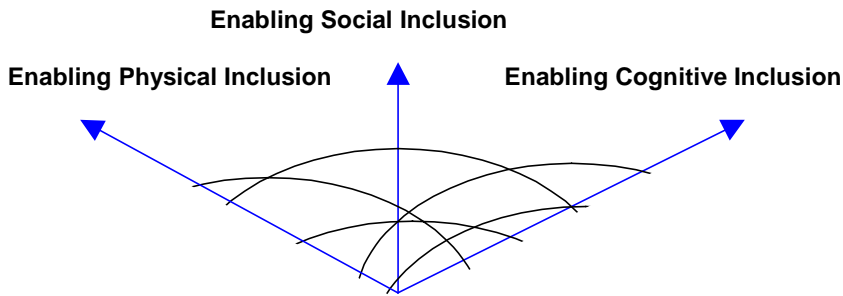 Enabling Social Inclusion
Enabling Physical Inclusion
Enabling Cognitive Inclusion